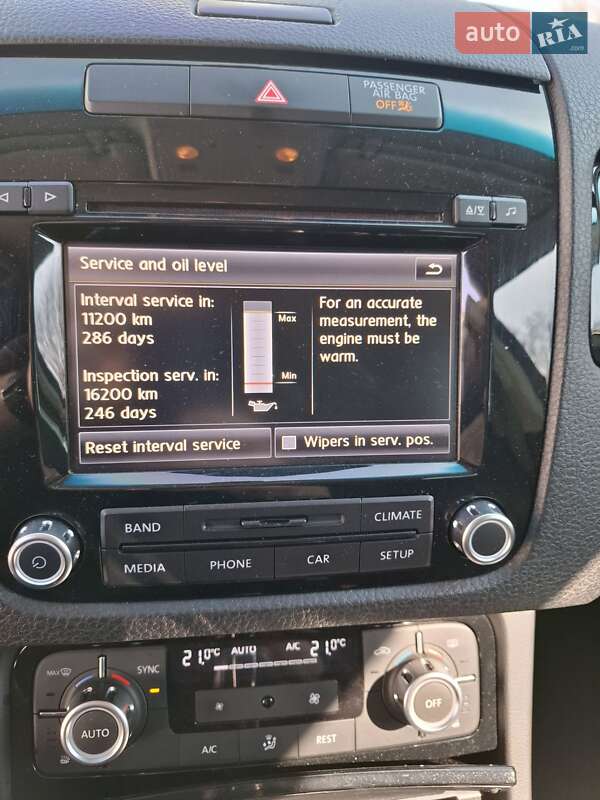 auto RIA.com
PASSENGER
AIR BAG
OFF
Service and oil level
Interval service in:
11200 km
286 days
Inspection serv. in:
16200 km
246 days
Max
Min
For an accurate
measurement, the
engine must be
warm.
Reset interval service
Wipers in serv. pos.
BAND
CLIMATE
MEDIA
PHONE
CAR
SETUP
21.0°C AUTO A/C 21.0°C
MAX
SYNC
AUTO
OFF
A/C
REST